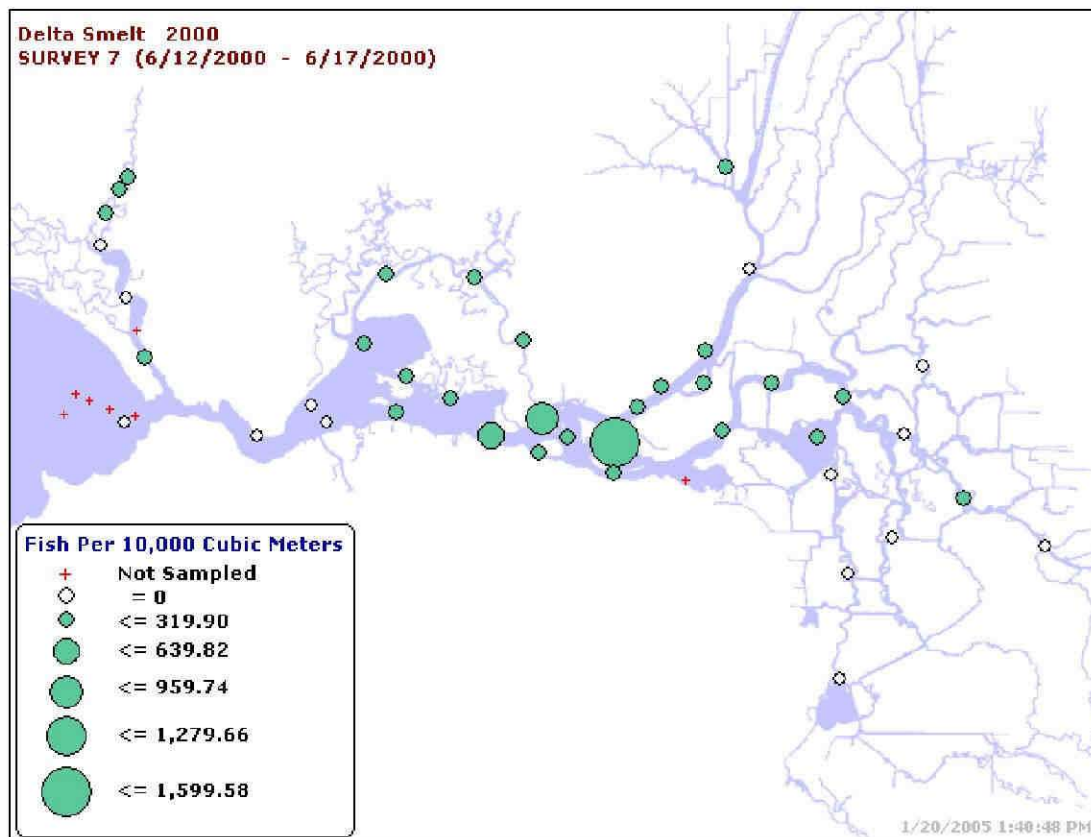 Delta Smelt 2000
SURVEY 7 (6/12/2000 - 6/17/2000)
Fish Per 10,000 Cubic Meters
Not Sampled
= 0
<= 319.90
<= 639.82
<= 959.74
<= 1,279.66
<= 1,599.58
1/20/2005 1:40:48 PM